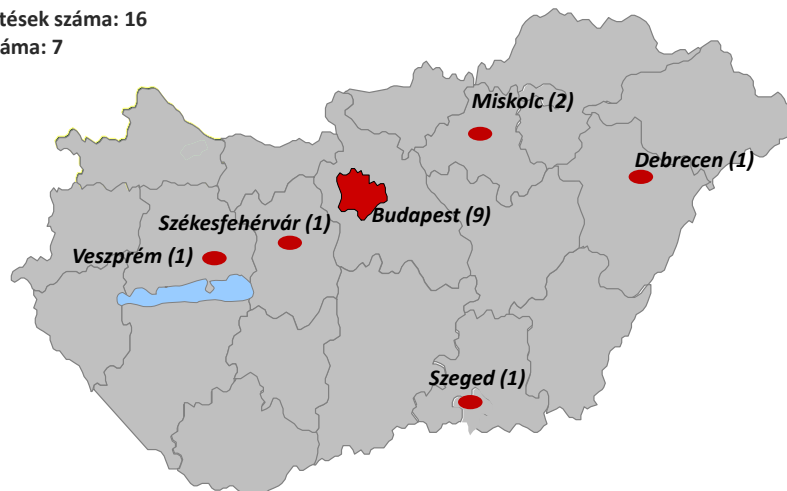 tések száma: 16
áma: 7
Miskolc (2)
Debrecen (1)
Budapest (9)
Székesfehérvár (1)
Veszprém (1)
Szeged (1)